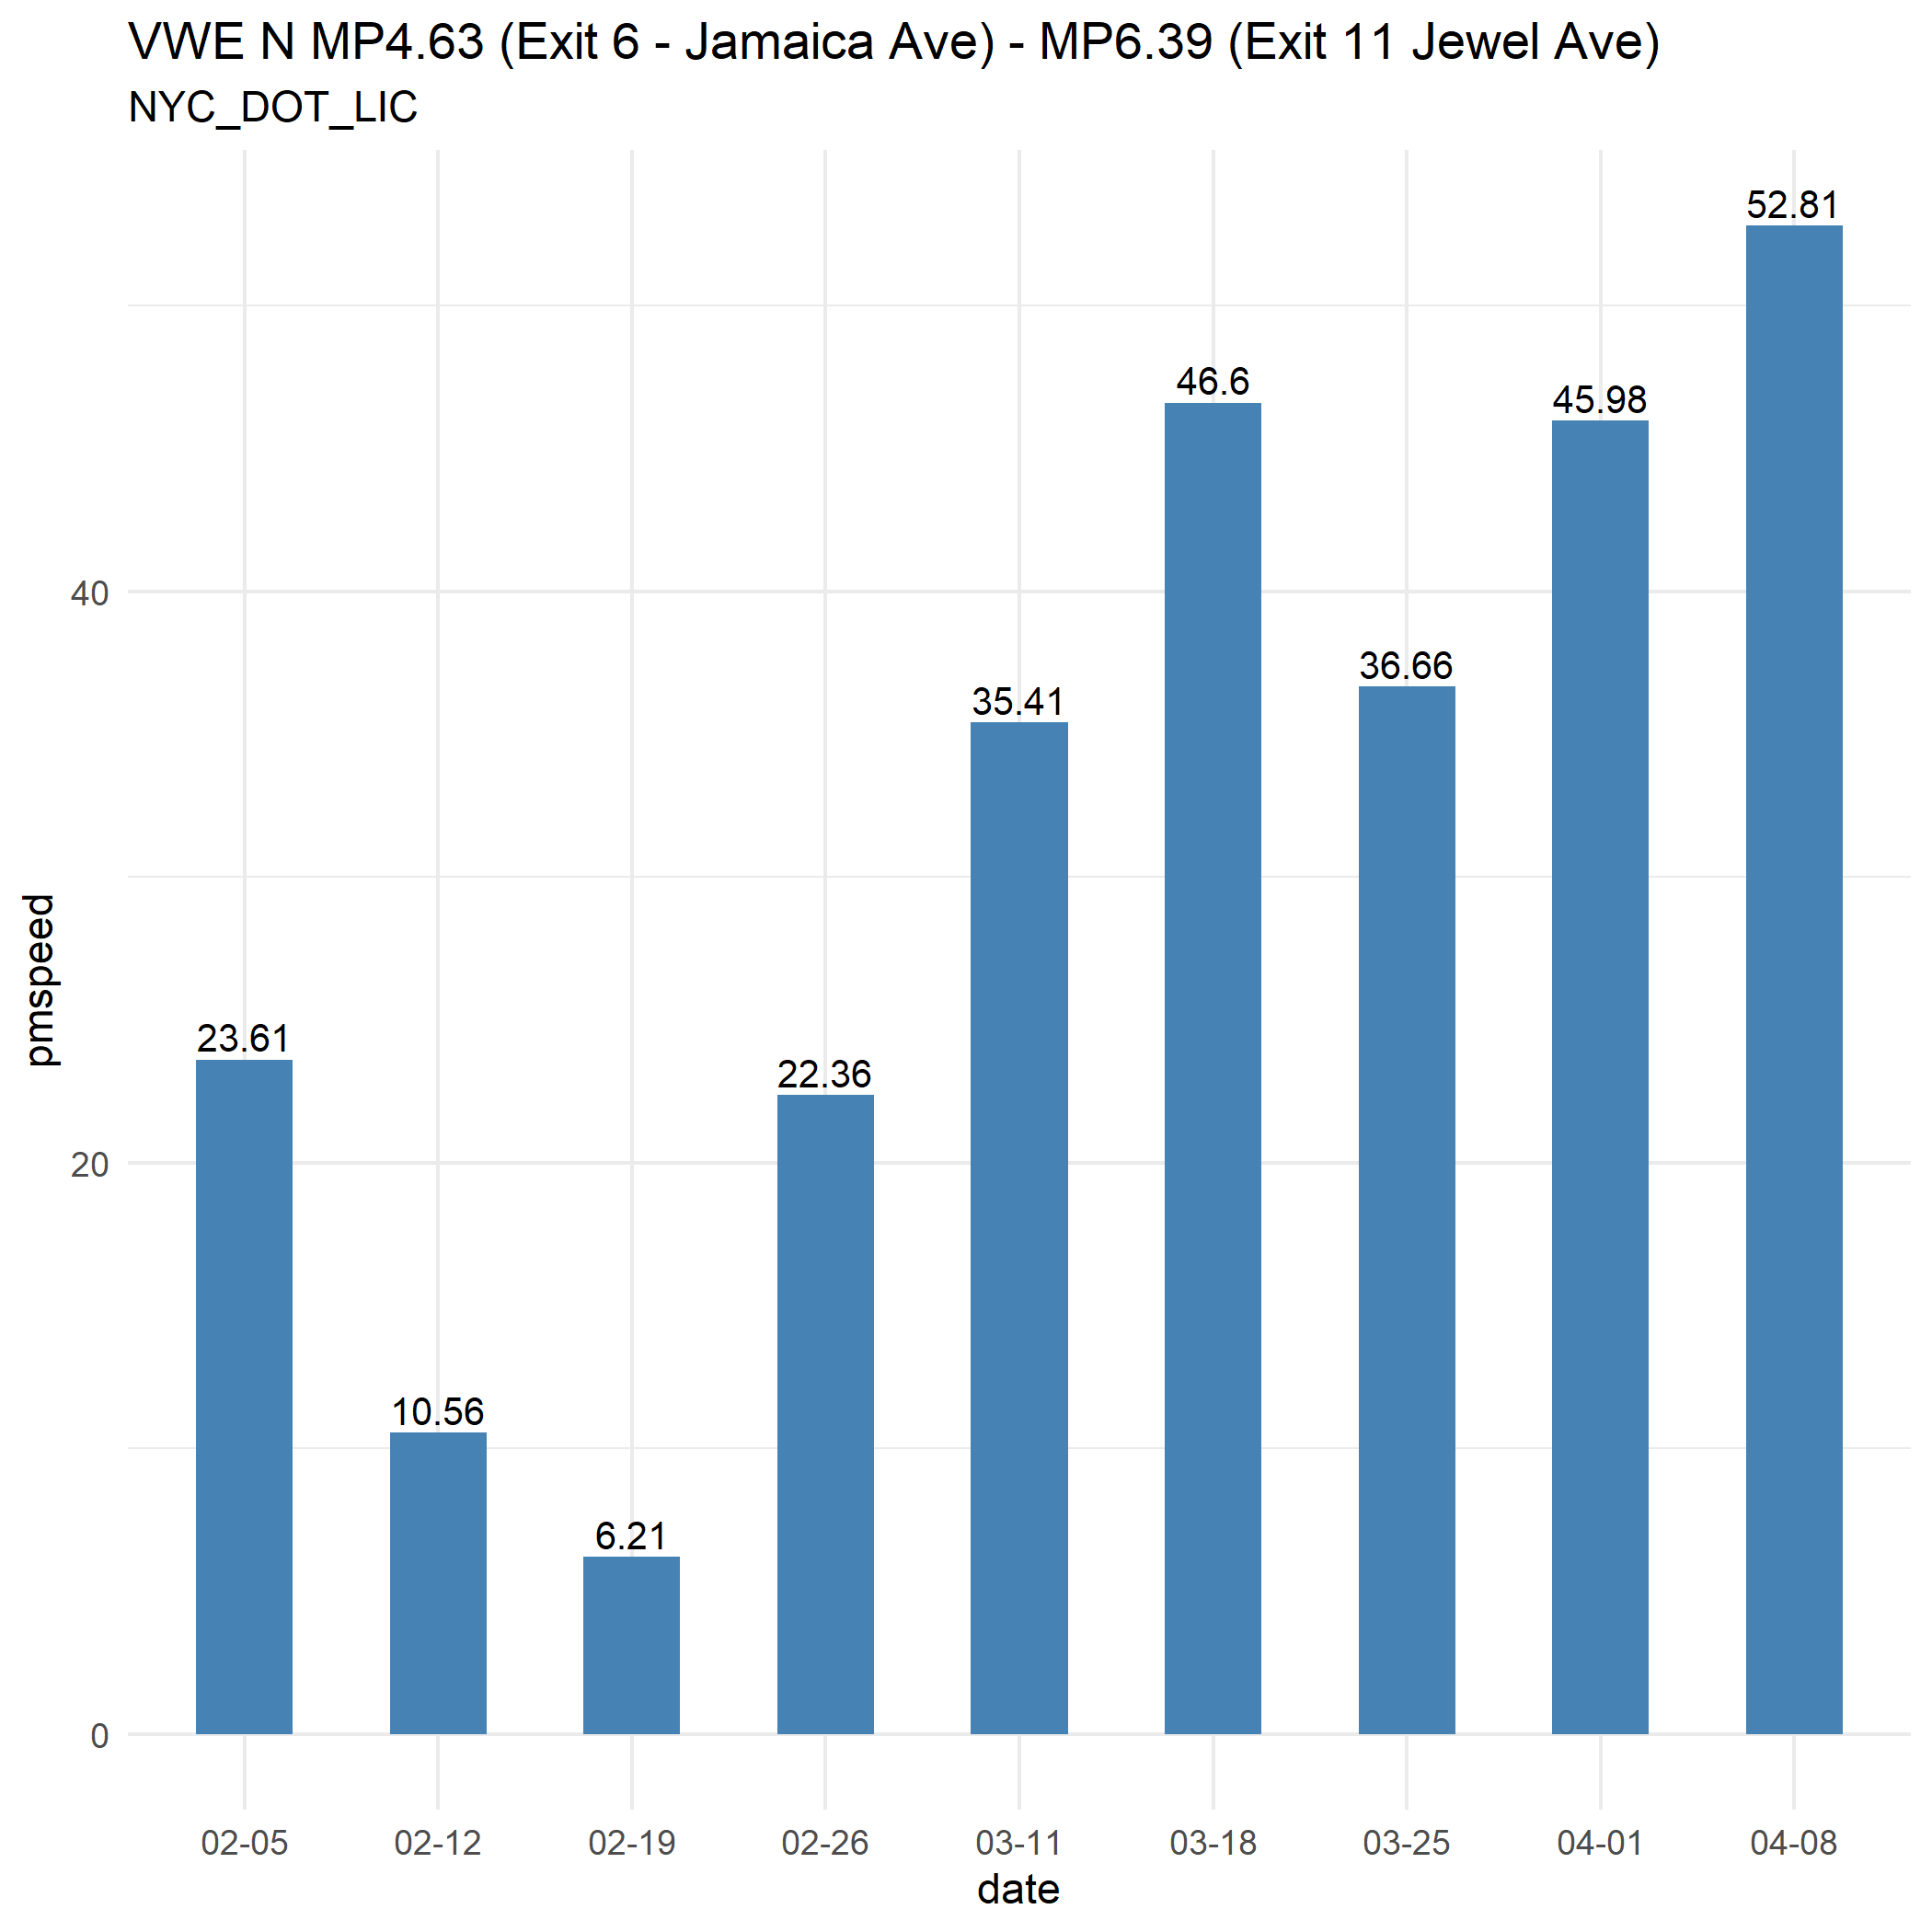 VWE N MP4.63 (Exit 6 - Jamaica Ave) - MP6.39 (Exit 11 Jewel Ave)
NYC_DOT_LIC
52.81
46.6
45.98
40
36.66
35.41
pmspeed
23.61
22.36
20
10.56
6.21
0
02-05 02-12 02-19 02-26 03-11 03-18 03-25 04-01 04-08
date